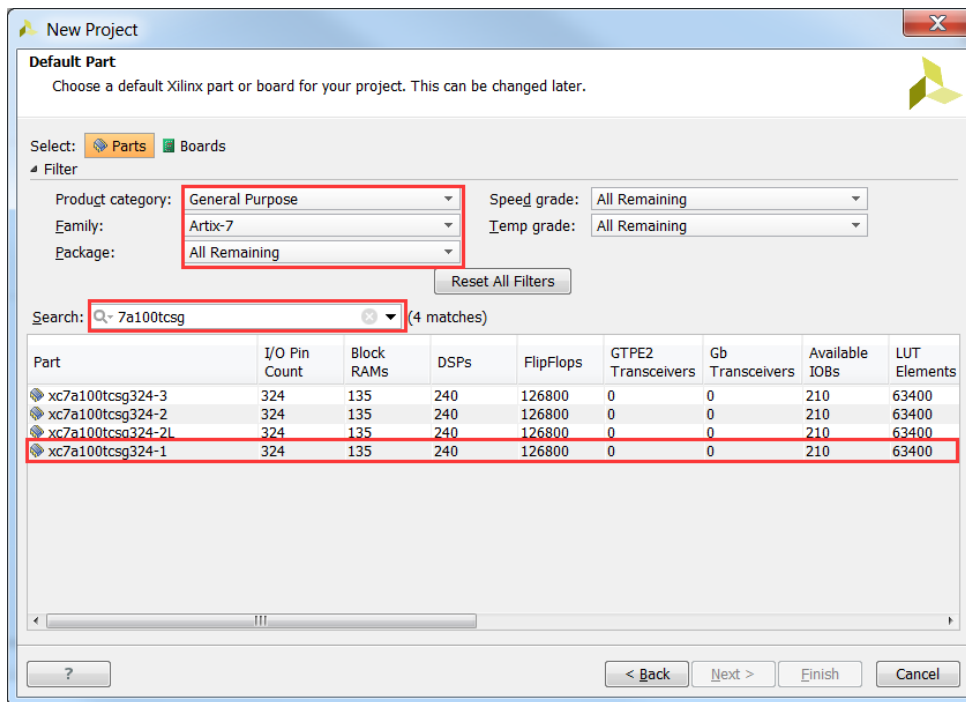 New Project
Default Part
Choose a default Xilinx part or board for your project. This can be changed later.
Select: Parts Boards
Filter
Product category: General Purpose Speed grade: All Remaining
Family: Artix-7 Temp grade: All Remaining
Package: All Remaining
Reset All Filters
Search: 7a100tcsg (4 matches)
Part I/O Pin Count Block RAMs DSPs FlipFlops GTPE2 Transceivers Gb Transceivers Available IOBs LUT Elements
xc7a100tcsg324-3 324 135 240 126800 0 0 210 63400
xc7a100tcsg324-2 324 135 240 126800 0 0 210 63400
xc7a100tcsg324-2L 324 135 240 126800 0 0 210 63400
xc7a100tcsg324-1 324 135 240 126800 0 0 210 63400
? < Back Next > Finish Cancel